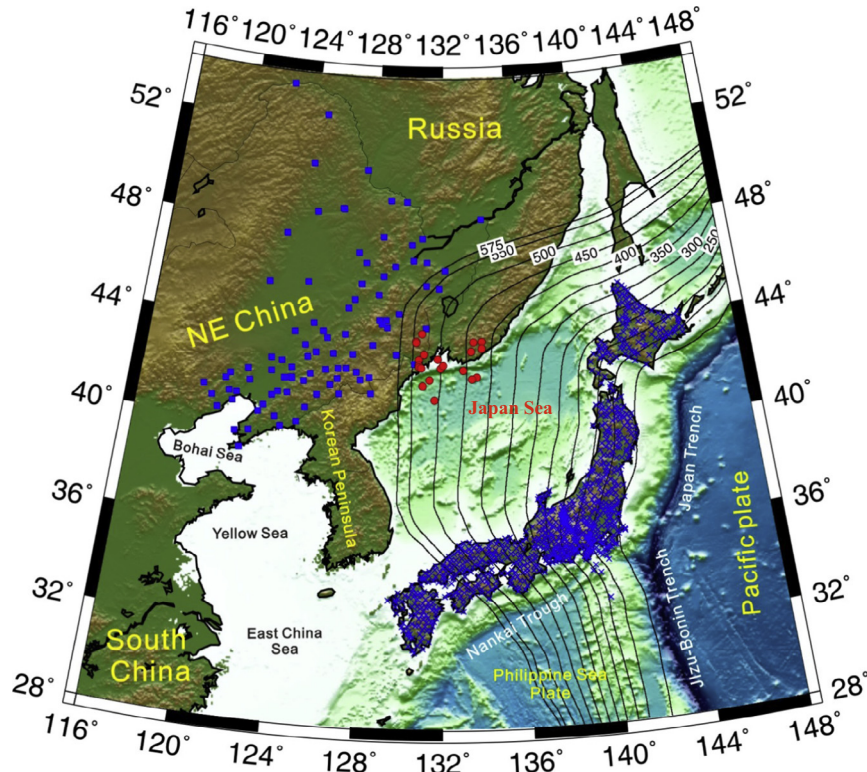 116° 120° 124° 128° 132° 136° 140° 144° 148°
52° 52°
Russia
48° 48°
575 550 500 450 400 350 300 250
44° 44°
NE China
40° 40°
Japan Sea
Bohai Sea
Korean Peninsula
Japan Trench
36° 36°
Yellow Sea
Pacific plate
32° 32°
East China
Sea
South
China
Nankai Trough
JIzu-Bonin Trench
Philippine Sea
Plate
28° 28°
116° 120° 124° 128° 132° 136° 140° 144° 148°